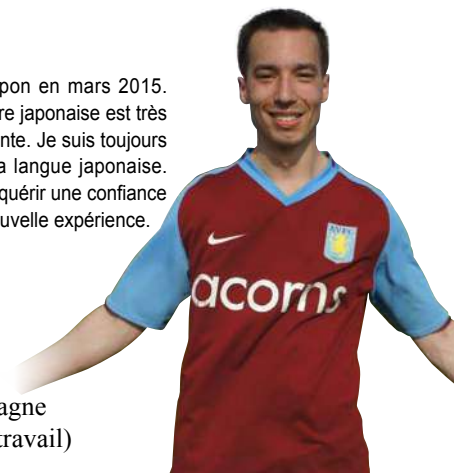 pon en mars 2015.
re japonaise est très
nte. Je suis toujours
a langue japonaise.
quérir une confiance
uvelle expérience.
AVFC
acorns
agne
travail)